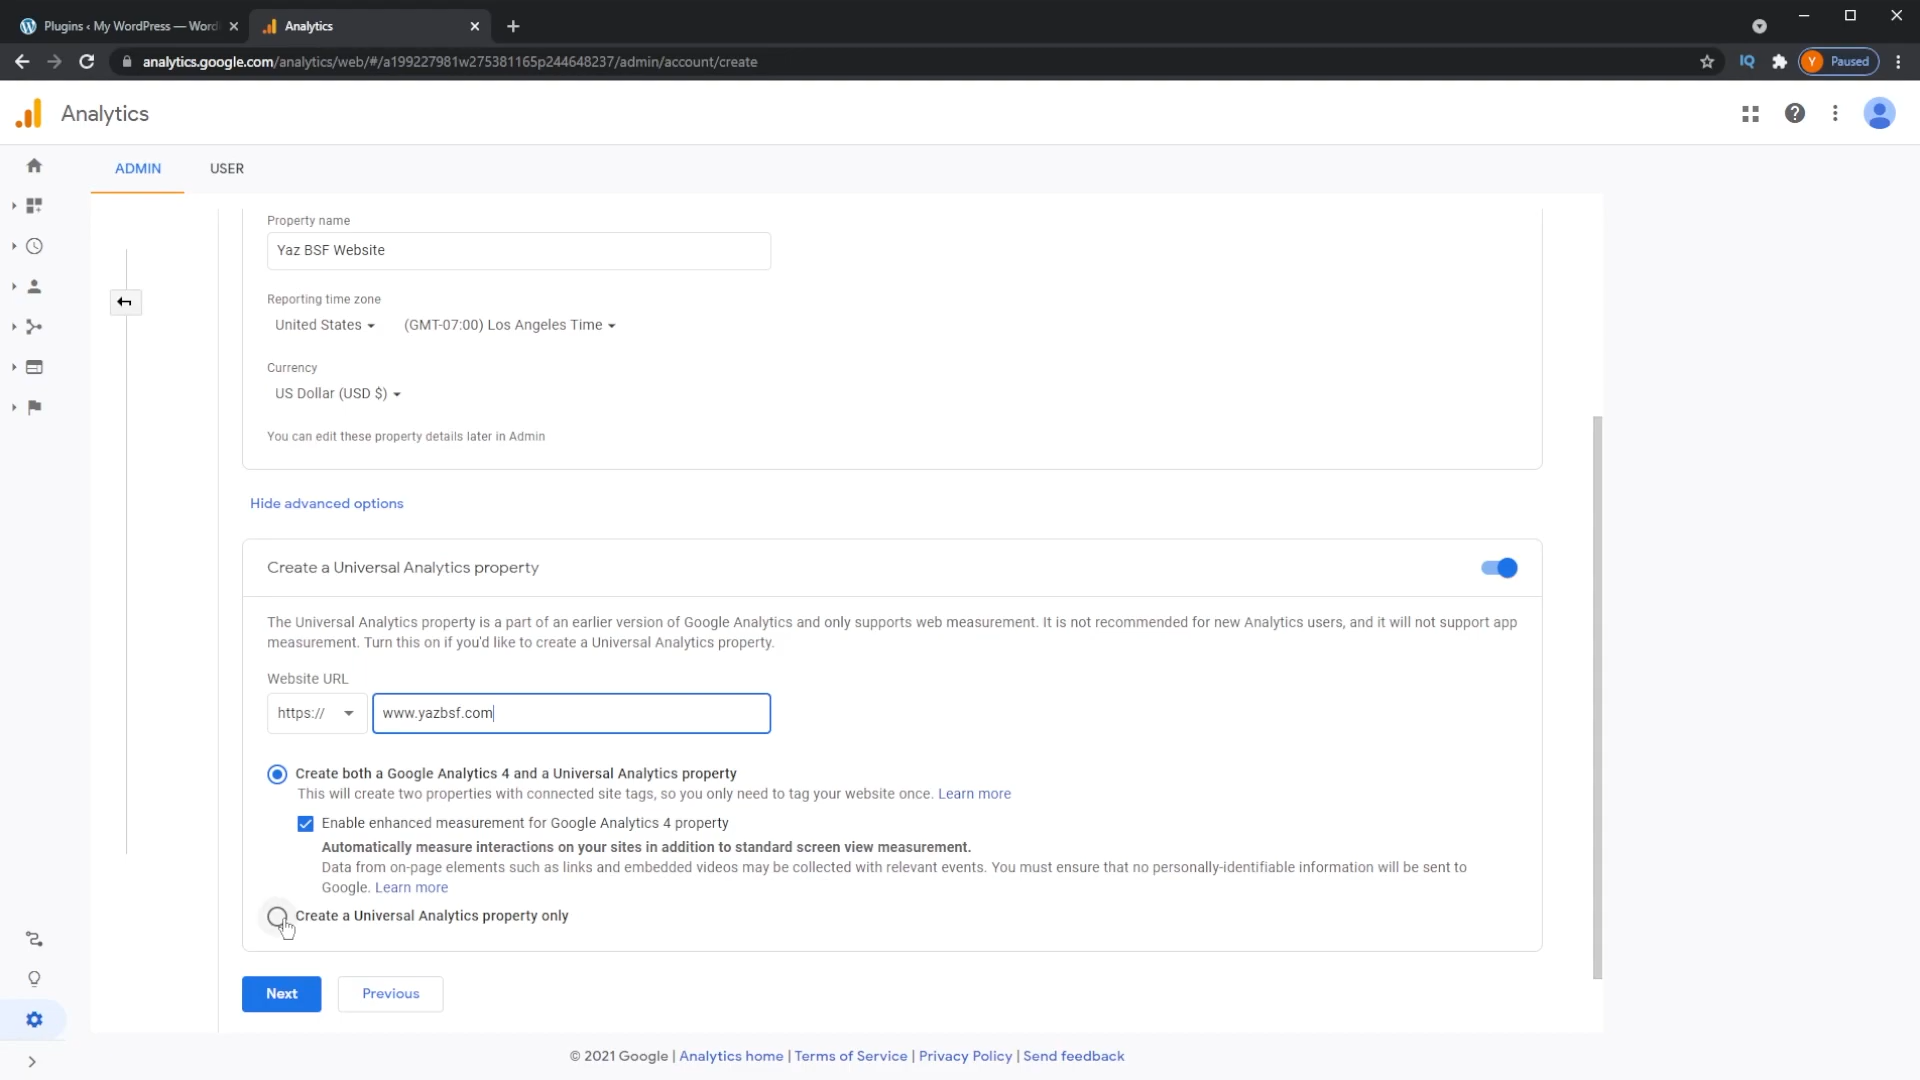 Plugins ‹ My WordPress — Word
Analytics
analytics.google.com/analytics/web/#/a199227981w275381165p244648237/admin/account/create
IQ
Y Paused
Analytics
ADMIN
USER
Property name
Yaz BSF Website
Reporting time zone
United States
(GMT-07:00) Los Angeles Time
Currency
US Dollar (USD $)
You can edit these property details later in Admin
Hide advanced options
Create a Universal Analytics property
The Universal Analytics property is a part of an earlier version of Google Analytics and only supports web measurement. It is not recommended for new Analytics users, and it will not support app
measurement. Turn this on if you'd like to create a Universal Analytics property.
Website URL
https://
www.yazbsf.com
Create both a Google Analytics 4 and a Universal Analytics property
This will create two properties with connected site tags, so you only need to tag your website once. Learn more
Enable enhanced measurement for Google Analytics 4 property
Automatically measure interactions on your sites in addition to standard screen view measurement.
Data from on-page elements such as links and embedded videos may be collected with relevant events. You must ensure that no personally-identifiable information will be sent to
Google. Learn more
Create a Universal Analytics property only
Next
Previous
© 2021 Google | Analytics home | Terms of Service | Privacy Policy | Send feedback